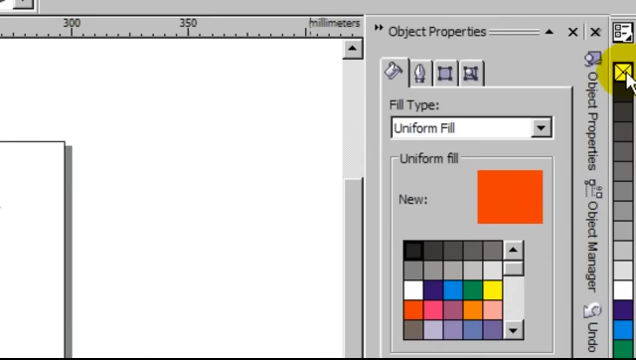 300
350
millimeters
Object Properties
Fill Type:
Uniform Fill
Uniform fill
New:
Object Properties
Object Manager
Undo